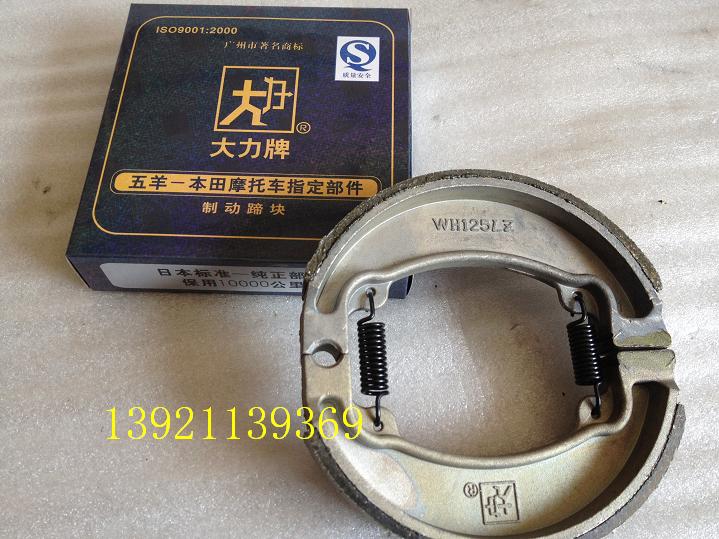 ISO9001:2000
广州市著名商标
质量安全
大力牌
®
五羊—本田摩托车指定部件
制动蹄块
日本标准—纯正部
保用10000公里
WH125LZ
13921139369
®